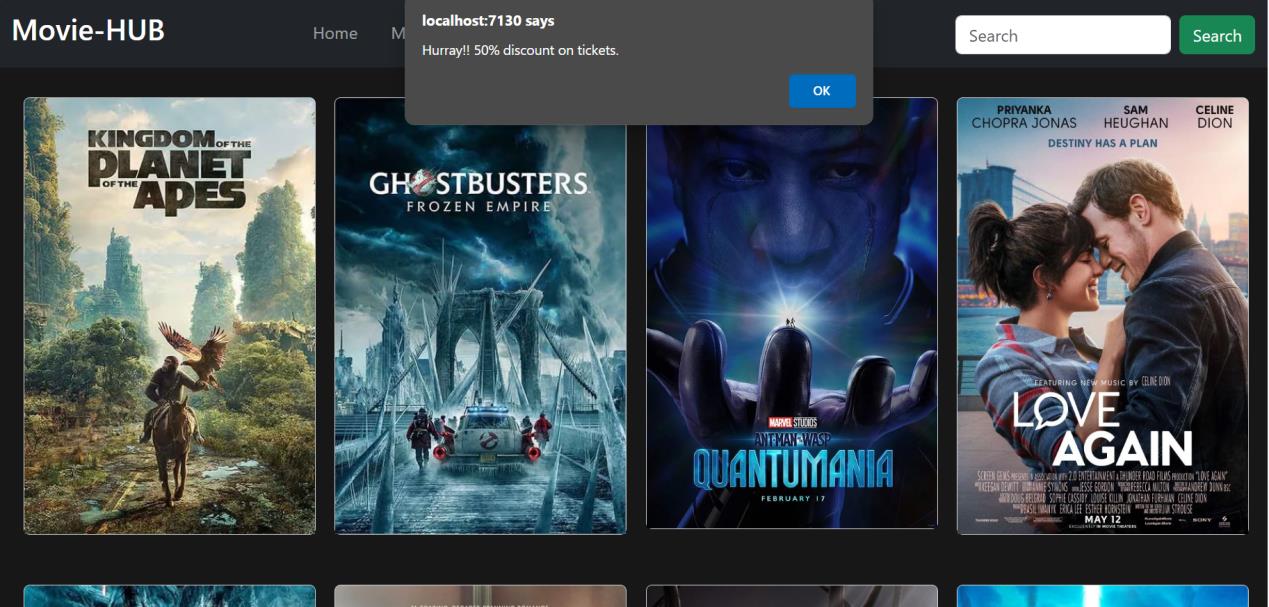 Movie-HUB
Home
M
localhost:7130 says
Hurray!! 50% discount on tickets.
OK
Search
Search
KINGDOM OF THE
PLANET
OF THE APES
GHOSTBUSTERS
FROZEN EMPIRE
MARVEL STUDIOS
ANT-MAN AND THE WASP
QUANTUMANIA
FEBRUARY 17
PRIYANKA SAM CELINE
CHOPRA JONAS HEUGHAN DION
DESTINY HAS A PLAN
FEATURING NEW MUSIC BY CELINE DION
LOVE
AGAIN
MAY 12
EXCLUSIVELY IN MOVIE THEATERS
SONY